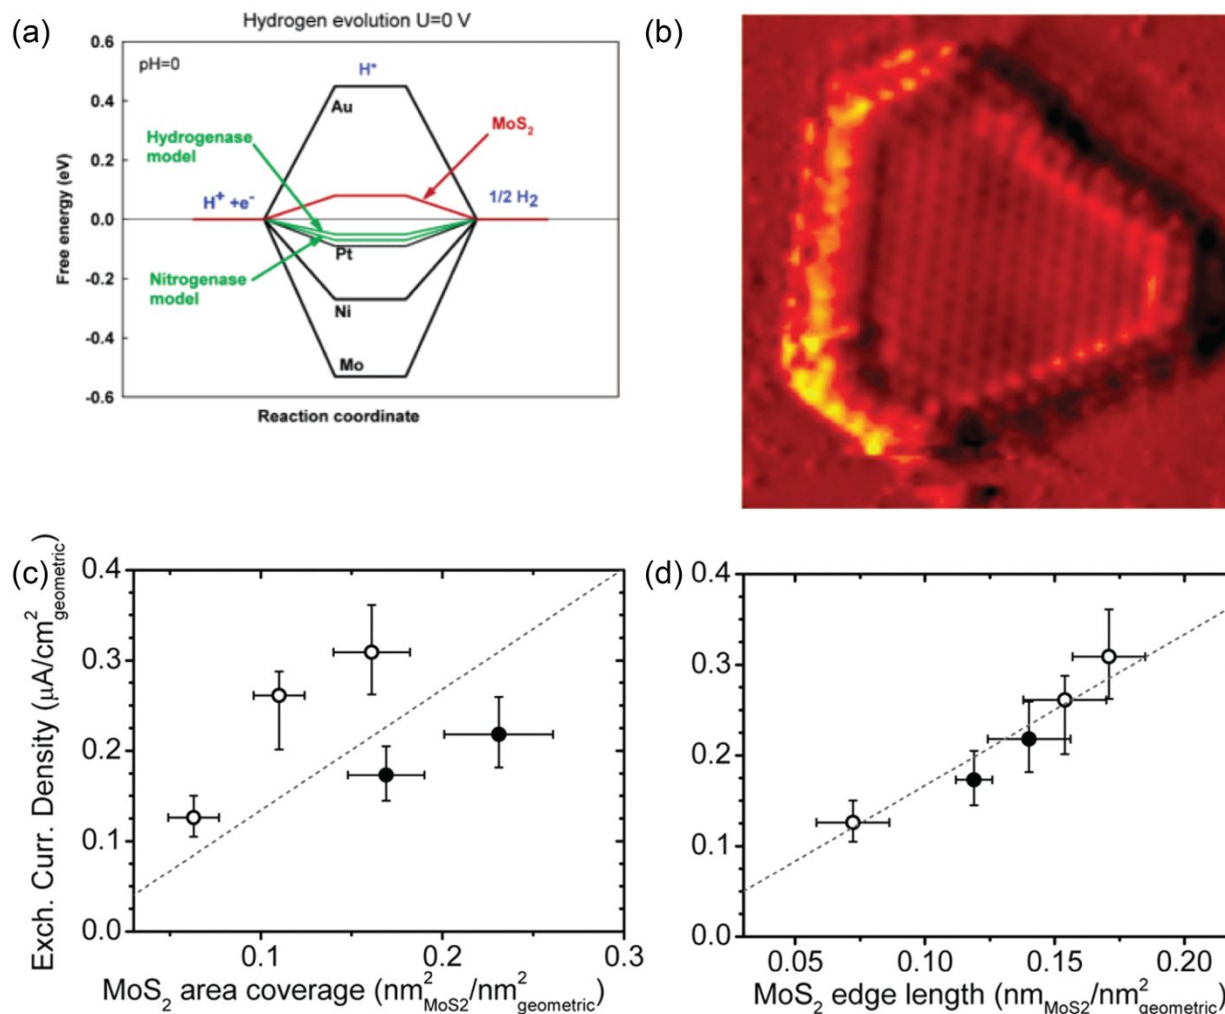 (a)
Hydrogen evolution U=0 V
pH=0
H*
Au
MoS₂
Hydrogenase
model
H⁺ +e⁻
1/2 H₂
Pt
Nitrogenase
model
Ni
Mo
0.6
0.4
0.2
0.0
-0.2
-0.4
-0.6
Free energy (eV)
Reaction coordinate
(b)
(c)
0.4
0.3
0.2
0.1
0.0
Exch. Curr. Density (μA/cm²geometric)
0.1 0.2 0.3
MoS₂ area coverage (nm²MoS2/nm²geometric)
(d)
0.4
0.3
0.2
0.1
0.0
0.05 0.10 0.15 0.20
MoS₂ edge length (nmMoS2/nm²geometric)